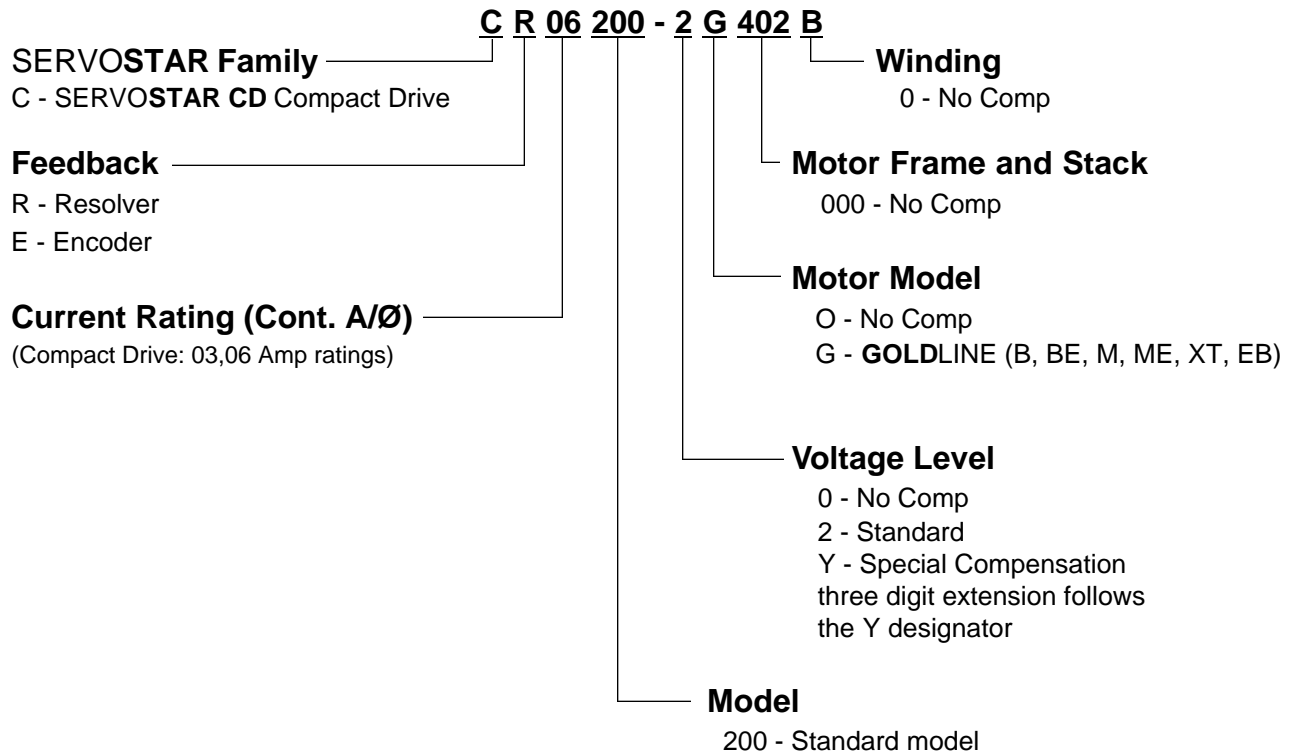 C R 06 200 - 2 G 402 B
SERVOSTAR Family
C - SERVOSTAR CD Compact Drive
Feedback
R - Resolver
E - Encoder
Current Rating (Cont. A/Ø)
(Compact Drive: 03,06 Amp ratings)
Winding
0 - No Comp
Motor Frame and Stack
000 - No Comp
Motor Model
O - No Comp
G - GOLDLINE (B, BE, M, ME, XT, EB)
Voltage Level
0 - No Comp
2 - Standard
Y - Special Compensation
three digit extension follows
the Y designator
Model
200 - Standard model